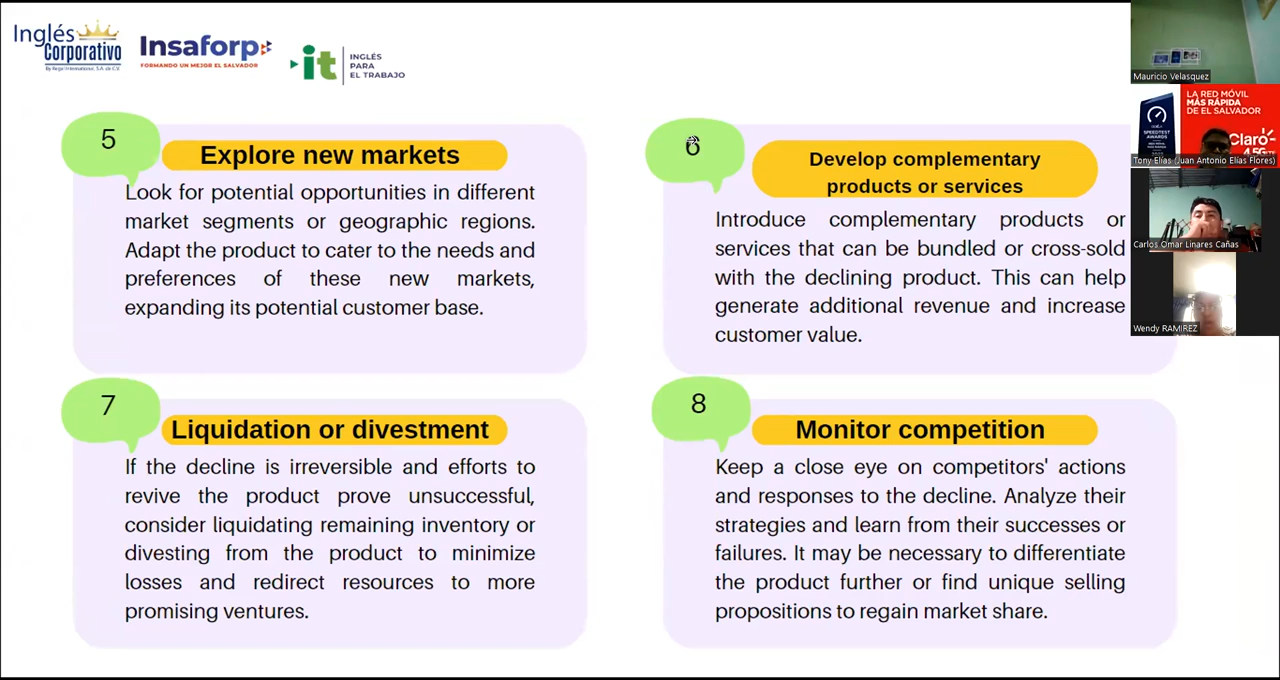 Inglés
Corporativo
Insaforp
FORMANDO UN MEJOR EL SALVADOR
it
INGLÉS
PARA
EL TRABAJO
5
Explore new markets
Look for potential opportunities in different
market segments or geographic regions.
Adapt the product to cater to the needs and
preferences of these new markets,
expanding its potential customer base.
6
Develop complementary
products or services
Introduce complementary products or
services that can be bundled or cross-sold
with the declining product. This can help
generate additional revenue and increase
customer value.
7
Liquidation or divestment
If the decline is irreversible and efforts to
revive the product prove unsuccessful,
consider liquidating remaining inventory or
divesting from the product to minimize
losses and redirect resources to more
promising ventures.
8
Monitor competition
Keep a close eye on competitors' actions
and responses to the decline. Analyze their
strategies and learn from their successes or
failures. It may be necessary to differentiate
the product further or find unique selling
propositions to regain market share.
Mauricio Velasquez
LA RED MÓVIL
MÁS RÁPIDA
DE EL SALVADOR
SPEEDTEST
AWARDS
Claro
4.5G
Tony Elías (Juan Antonio Elías Flores)
Carlos Omar Linares Cañas
Wendy RAMIREZ